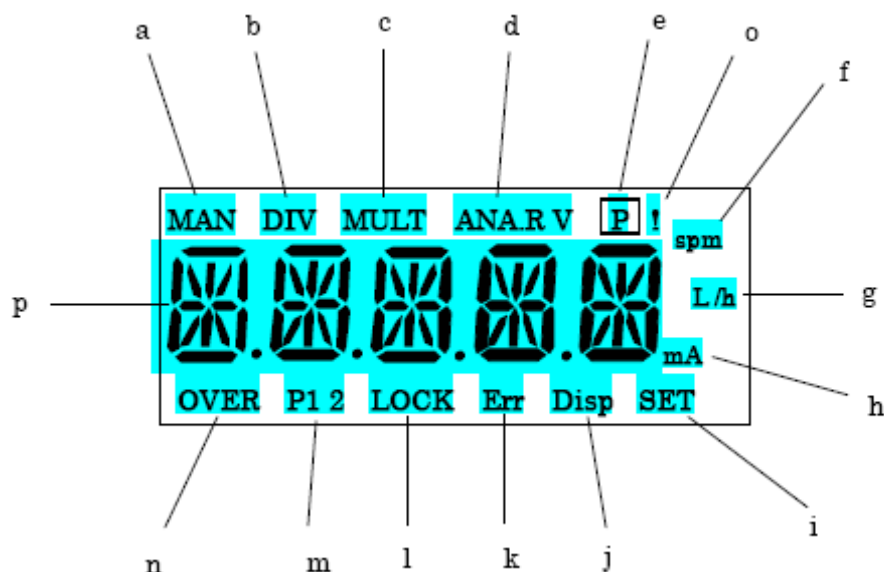 a b c d e o f
MAN DIV MULT ANA.R V P !
spm
p
L/h g
mA
OVER P1 2 LOCK Err Disp SET
h
i
n m l k j